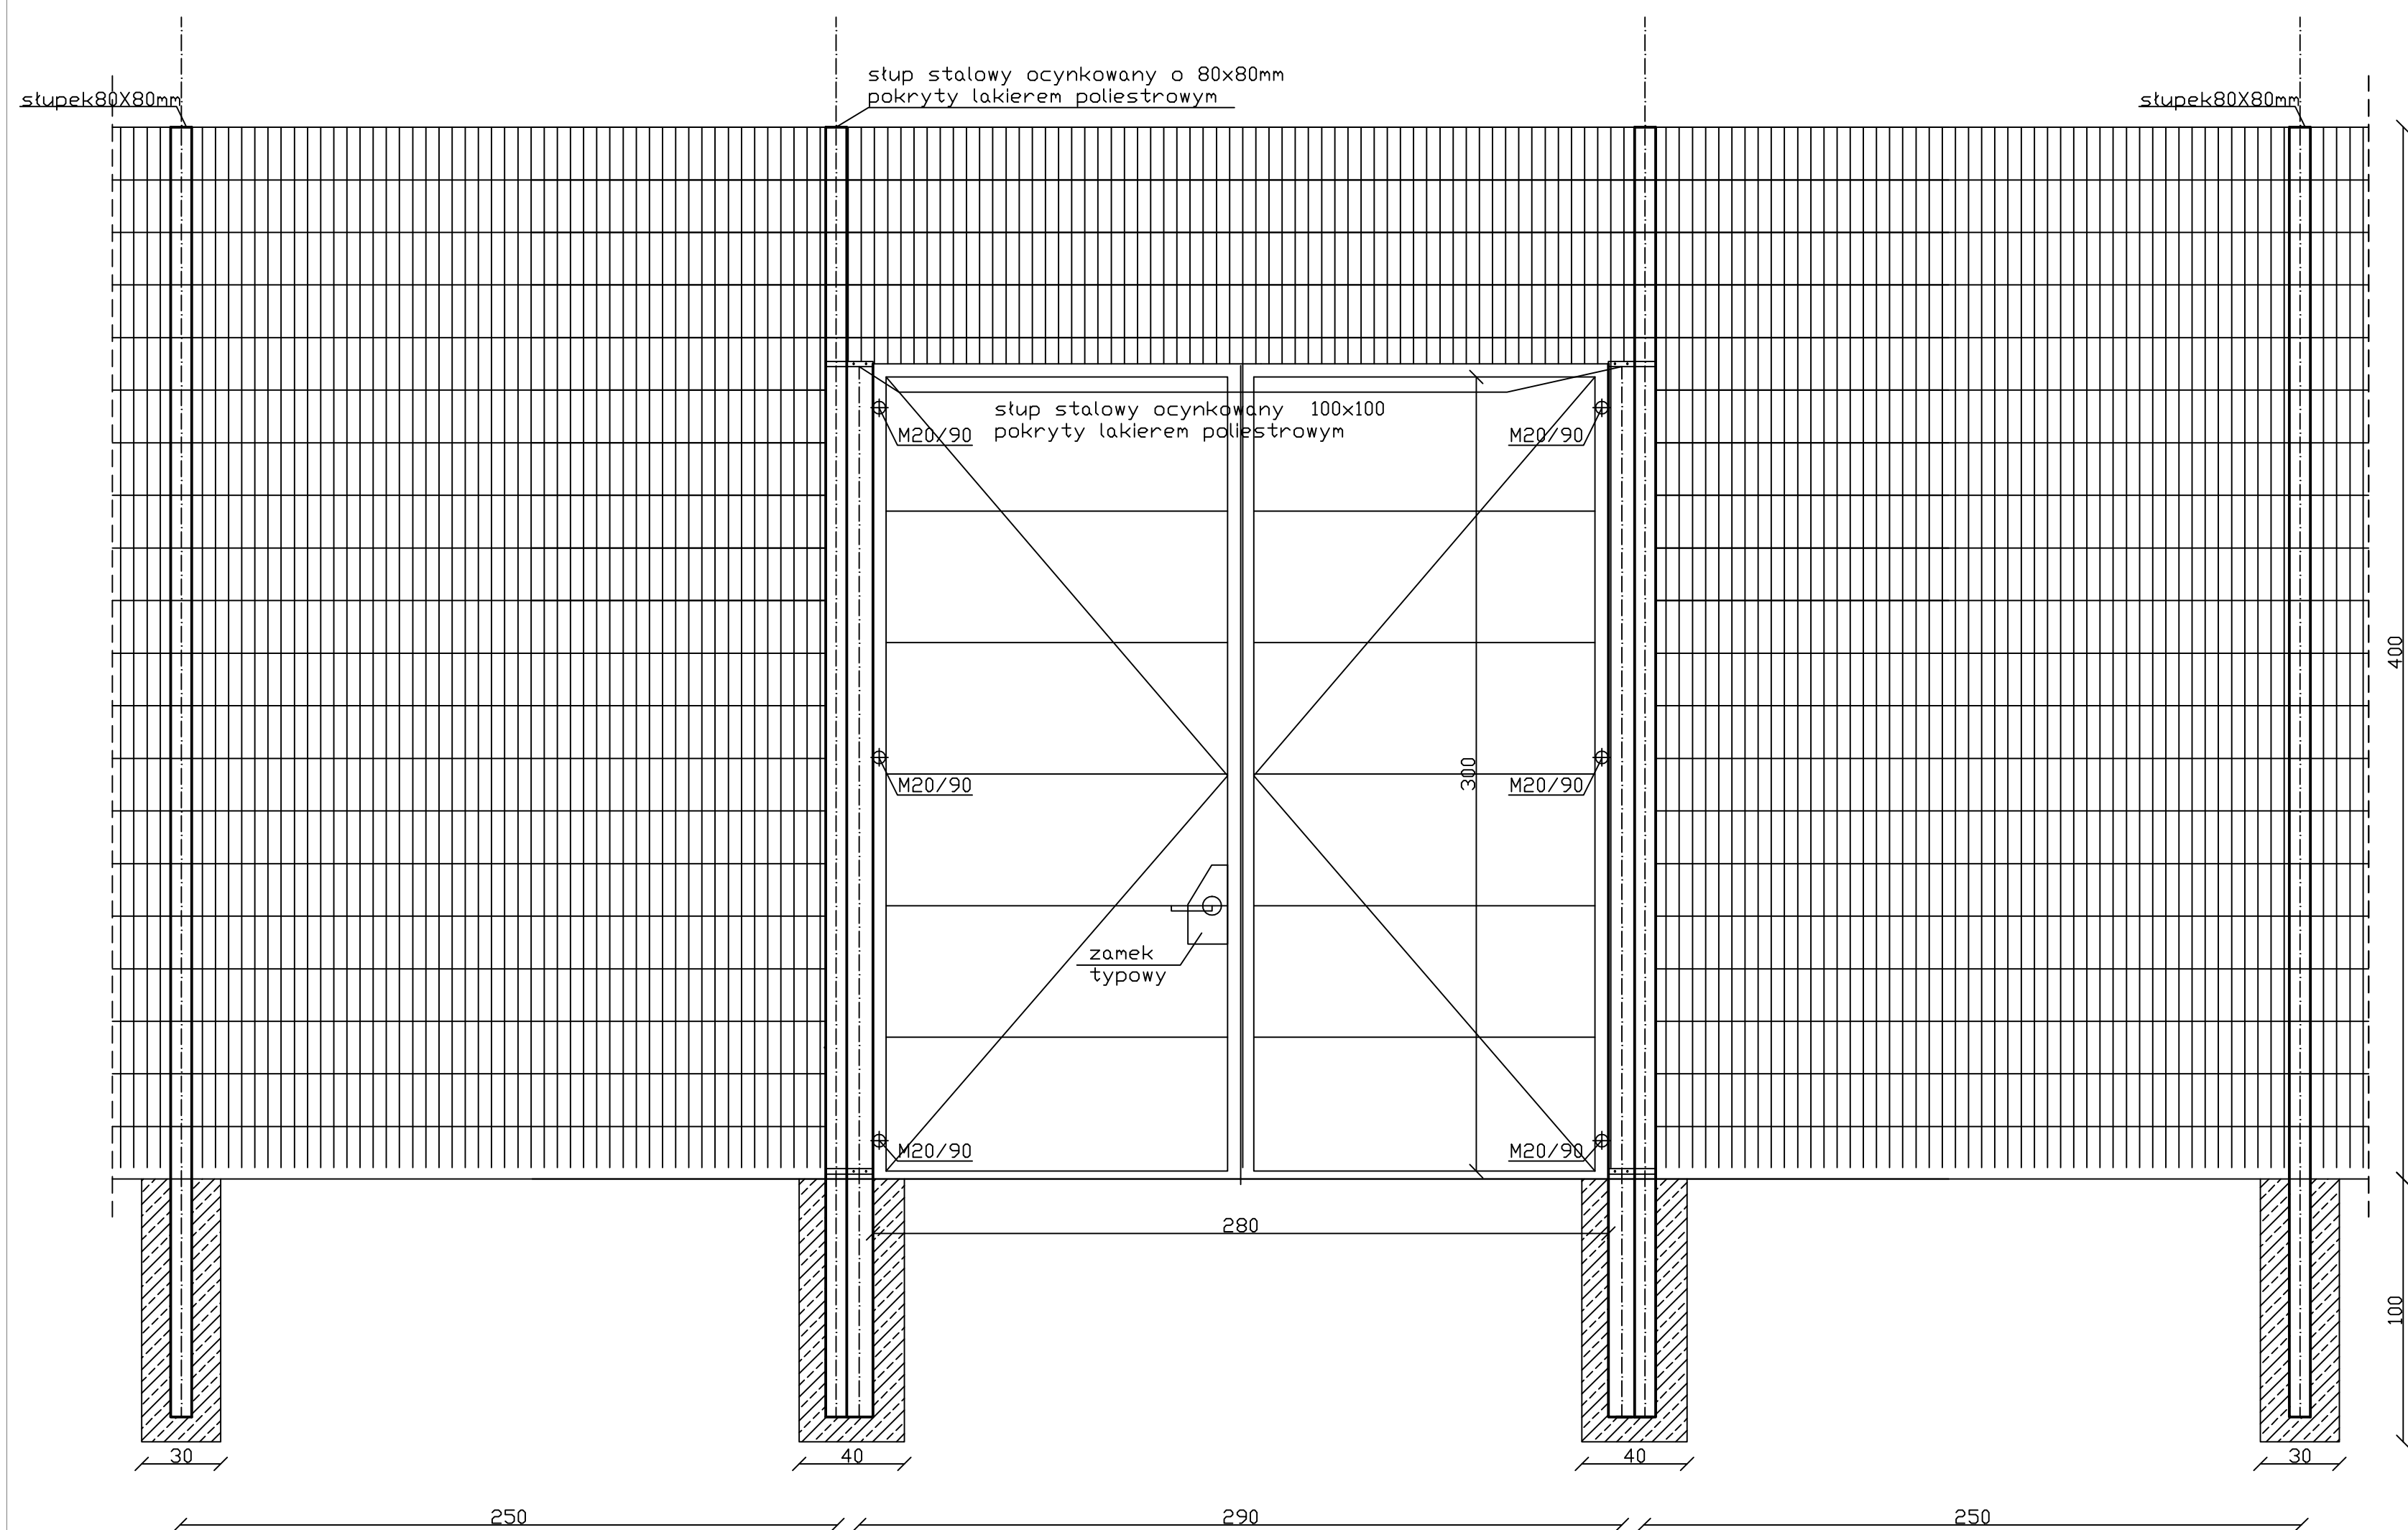 słup stalowy ocynkowany o 80x80mm
pokryty lakierem poliestrowym
słupek80X80mm
słupek80X80mm
słup stalowy ocynkowany 100x100
pokryty lakierem poliestrowym
M20/90
M20/90
400
300
M20/90
M20/90
zamek
typowy
M20/90
M20/90
280
100
30
40
40
30
250
290
250